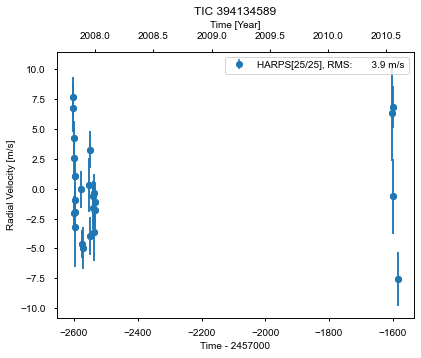 TIC 394134589
Time [Year]
2008.0 2008.5 2009.0 2009.5 2010.0 2010.5
HARPS[25/25], RMS: 3.9 m/s
10.0
7.5
5.0
2.5
0.0
−2.5
−5.0
−7.5
−10.0
Radial Velocity [m/s]
−2600 −2400 −2200 −2000 −1800 −1600
Time - 2457000